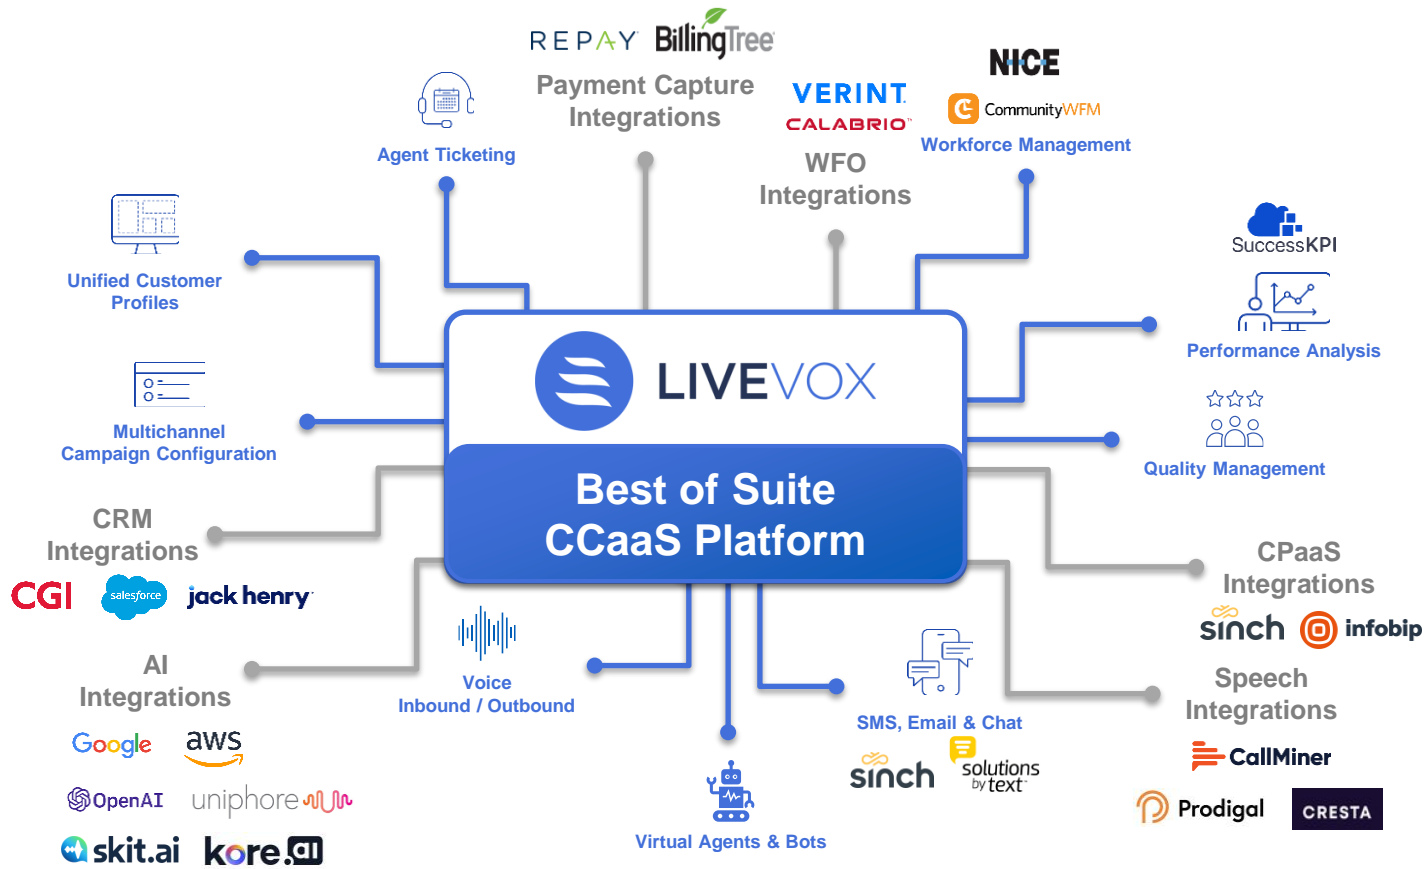 REPAY
BillingTree
Payment Capture
Integrations
VERINT
CALABRIO
WFO
Integrations
NICE
CommunityWFM
Workforce Management
Agent Ticketing
Unified Customer
Profiles
SuccessKPI
Performance Analysis
Multichannel
Campaign Configuration
LIVEVOX
Best of Suite
CCaaS Platform
Quality Management
CRM
Integrations
CGI
salesforce
jack henry
CPaaS
Integrations
sinch
infobip
AI
Integrations
Google
aws
OpenAI
uniphore
skit.ai
kore.ai
Voice
Inbound / Outbound
Virtual Agents & Bots
SMS, Email & Chat
sinch
solutions
by text
Speech
Integrations
CallMiner
Prodigal
CRESTA